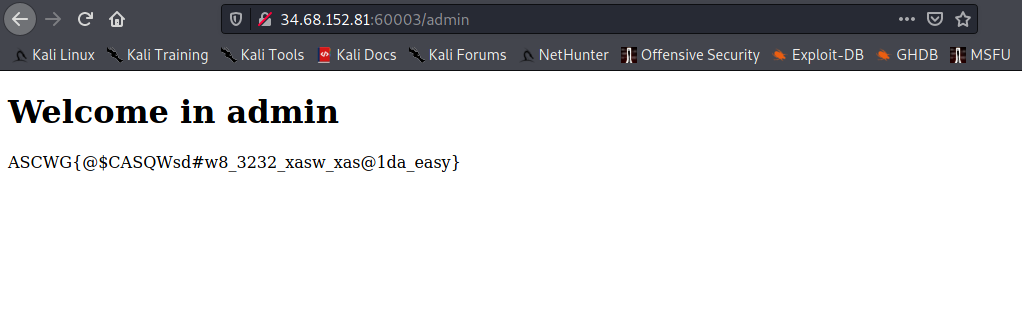 34.68.152.81:60003/admin
Kali Linux Kali Training Kali Tools Kali Docs Kali Forums NetHunter Offensive Security Exploit-DB GHDB MSFU
Welcome in admin
ASCWG{@$CASQWsd#w8_3232_xasw_xas@1da_easy}